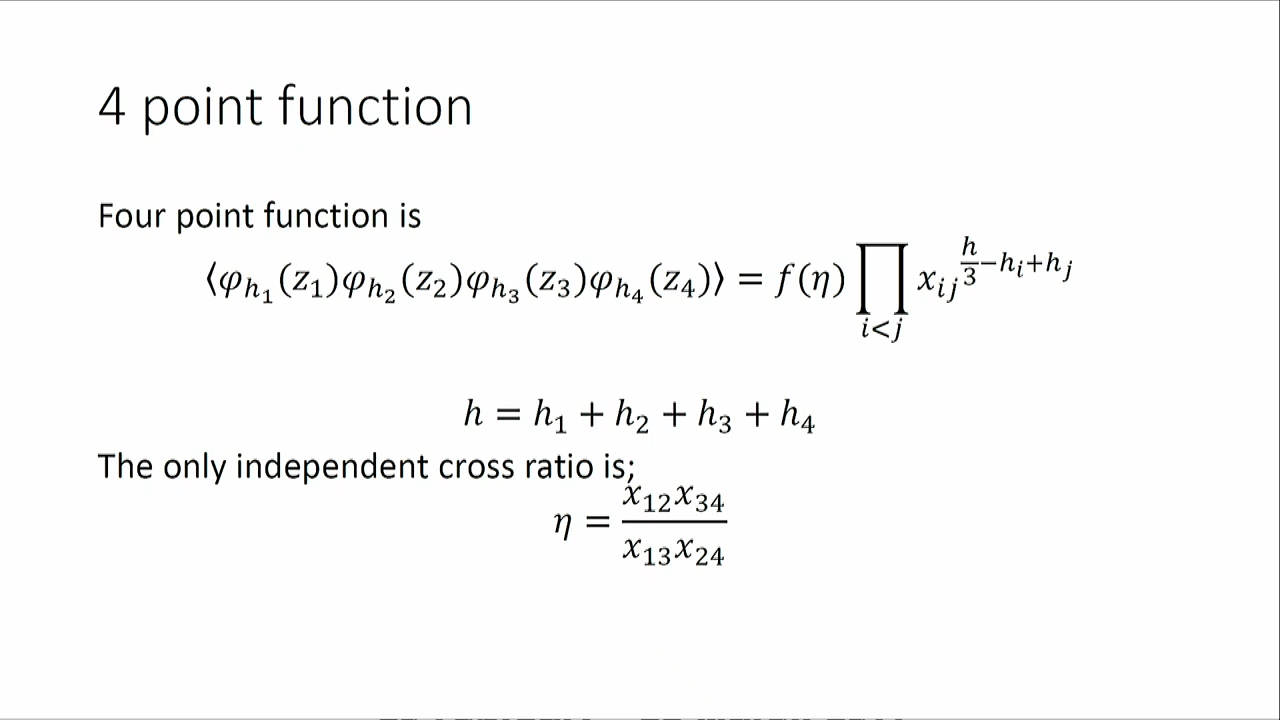 4 point function
Four point function is
⟨φ_{h_1}(z_1)φ_{h_2}(z_2)φ_{h_3}(z_3)φ_{h_4}(z_4)⟩ = f(η) ∏_{i<j} x_{ij}^{\frac{h}{3}-h_i+h_j}
h = h_1 + h_2 + h_3 + h_4
The only independent cross ratio is;
η = \frac{x_{12}x_{34}}{x_{13}x_{24}}